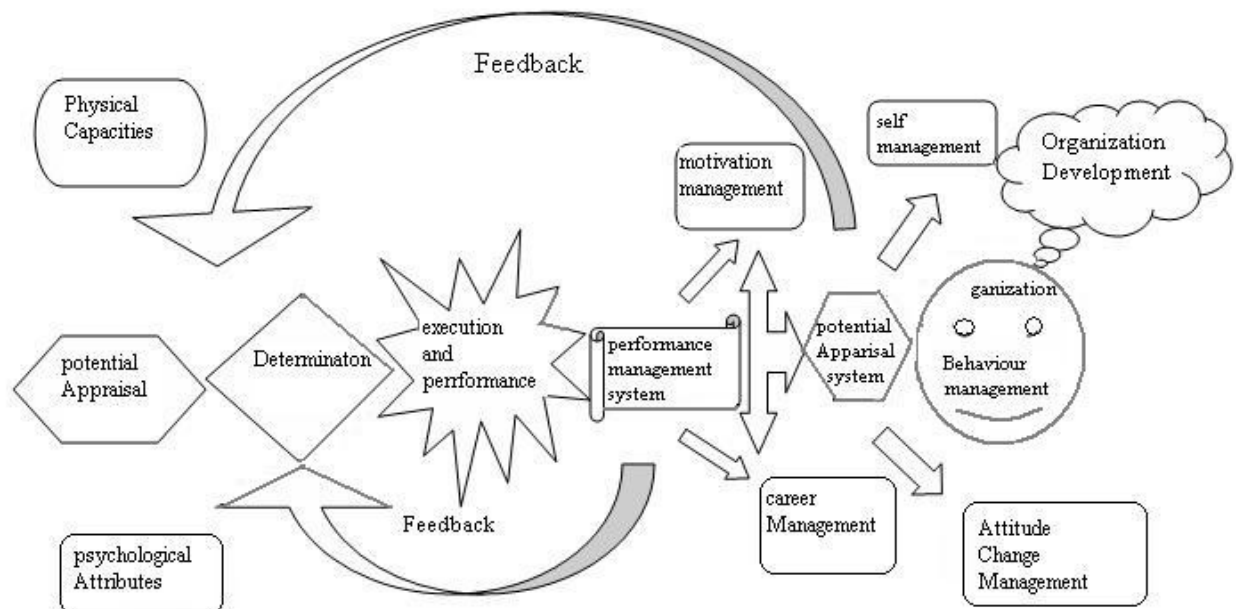 Feedback
Physical
Capacities
self
management
Organization
Development
motivation
management
ganization
execution
and
perrformance
potential
Appraisal
Determinaton
performance
management
system
potential
Apparisal
system
Behaviour
management
Feedback
career
Management
Attitude
Change
Management
psychological
Attributes